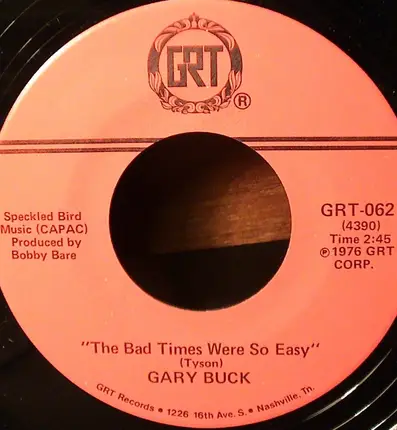 GRT
®
Speckled Bird
Music (CAPAC)
Produced by
Bobby Bare
GRT-062
(4390)
Time 2:45
℗ 1976 GRT
CORP.
"The Bad Times Were So Easy"
(Tyson)
GARY BUCK
GRT Records • 1226 16th Ave. S. • Nashville, Tn.